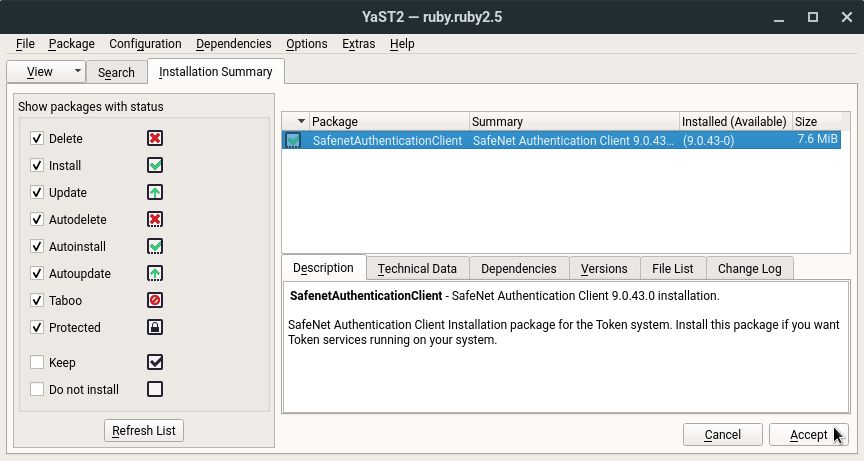 YaST2 — ruby.ruby2.5
File Package Configuration Dependencies Options Extras Help
View Search Installation Summary
Show packages with status
Delete
Install
Update
Autodelete
Autoinstall
Autoupdate
Taboo
Protected
Keep
Do not install
Refresh List
Package Summary Installed (Available) Size
SafenetAuthenticationClient SafeNet Authentication Client 9.0.43... (9.0.43-0) 7.6 MiB
Description Technical Data Dependencies Versions File List Change Log
SafenetAuthenticationClient - SafeNet Authentication Client 9.0.43.0 installation.
SafeNet Authentication Client Installation package for the Token system. Install this package if you want
Token services running on your system.
Cancel Accept